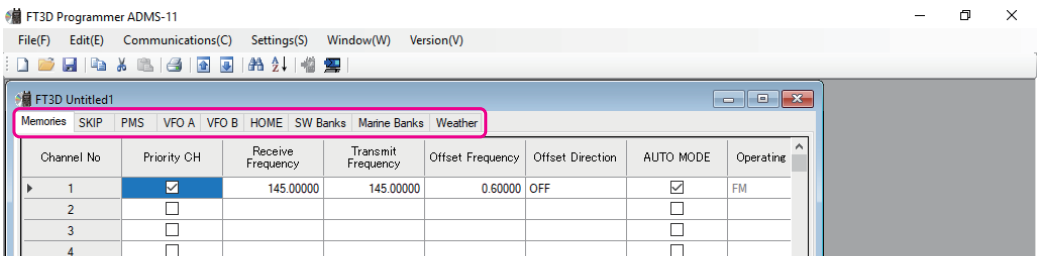 FT3D Programmer ADMS-11
File(F) Edit(E) Communications(C) Settings(S) Window(W) Version(V)
FT3D Untitled1
Memories SKIP PMS VFO A VFO B HOME SW Banks Marine Banks Weather
Channel No Priority CH Receive Frequency Transmit Frequency Offset Frequency Offset Direction AUTO MODE Operating
1 145.00000 145.00000 0.60000 OFF FM
2
3
4